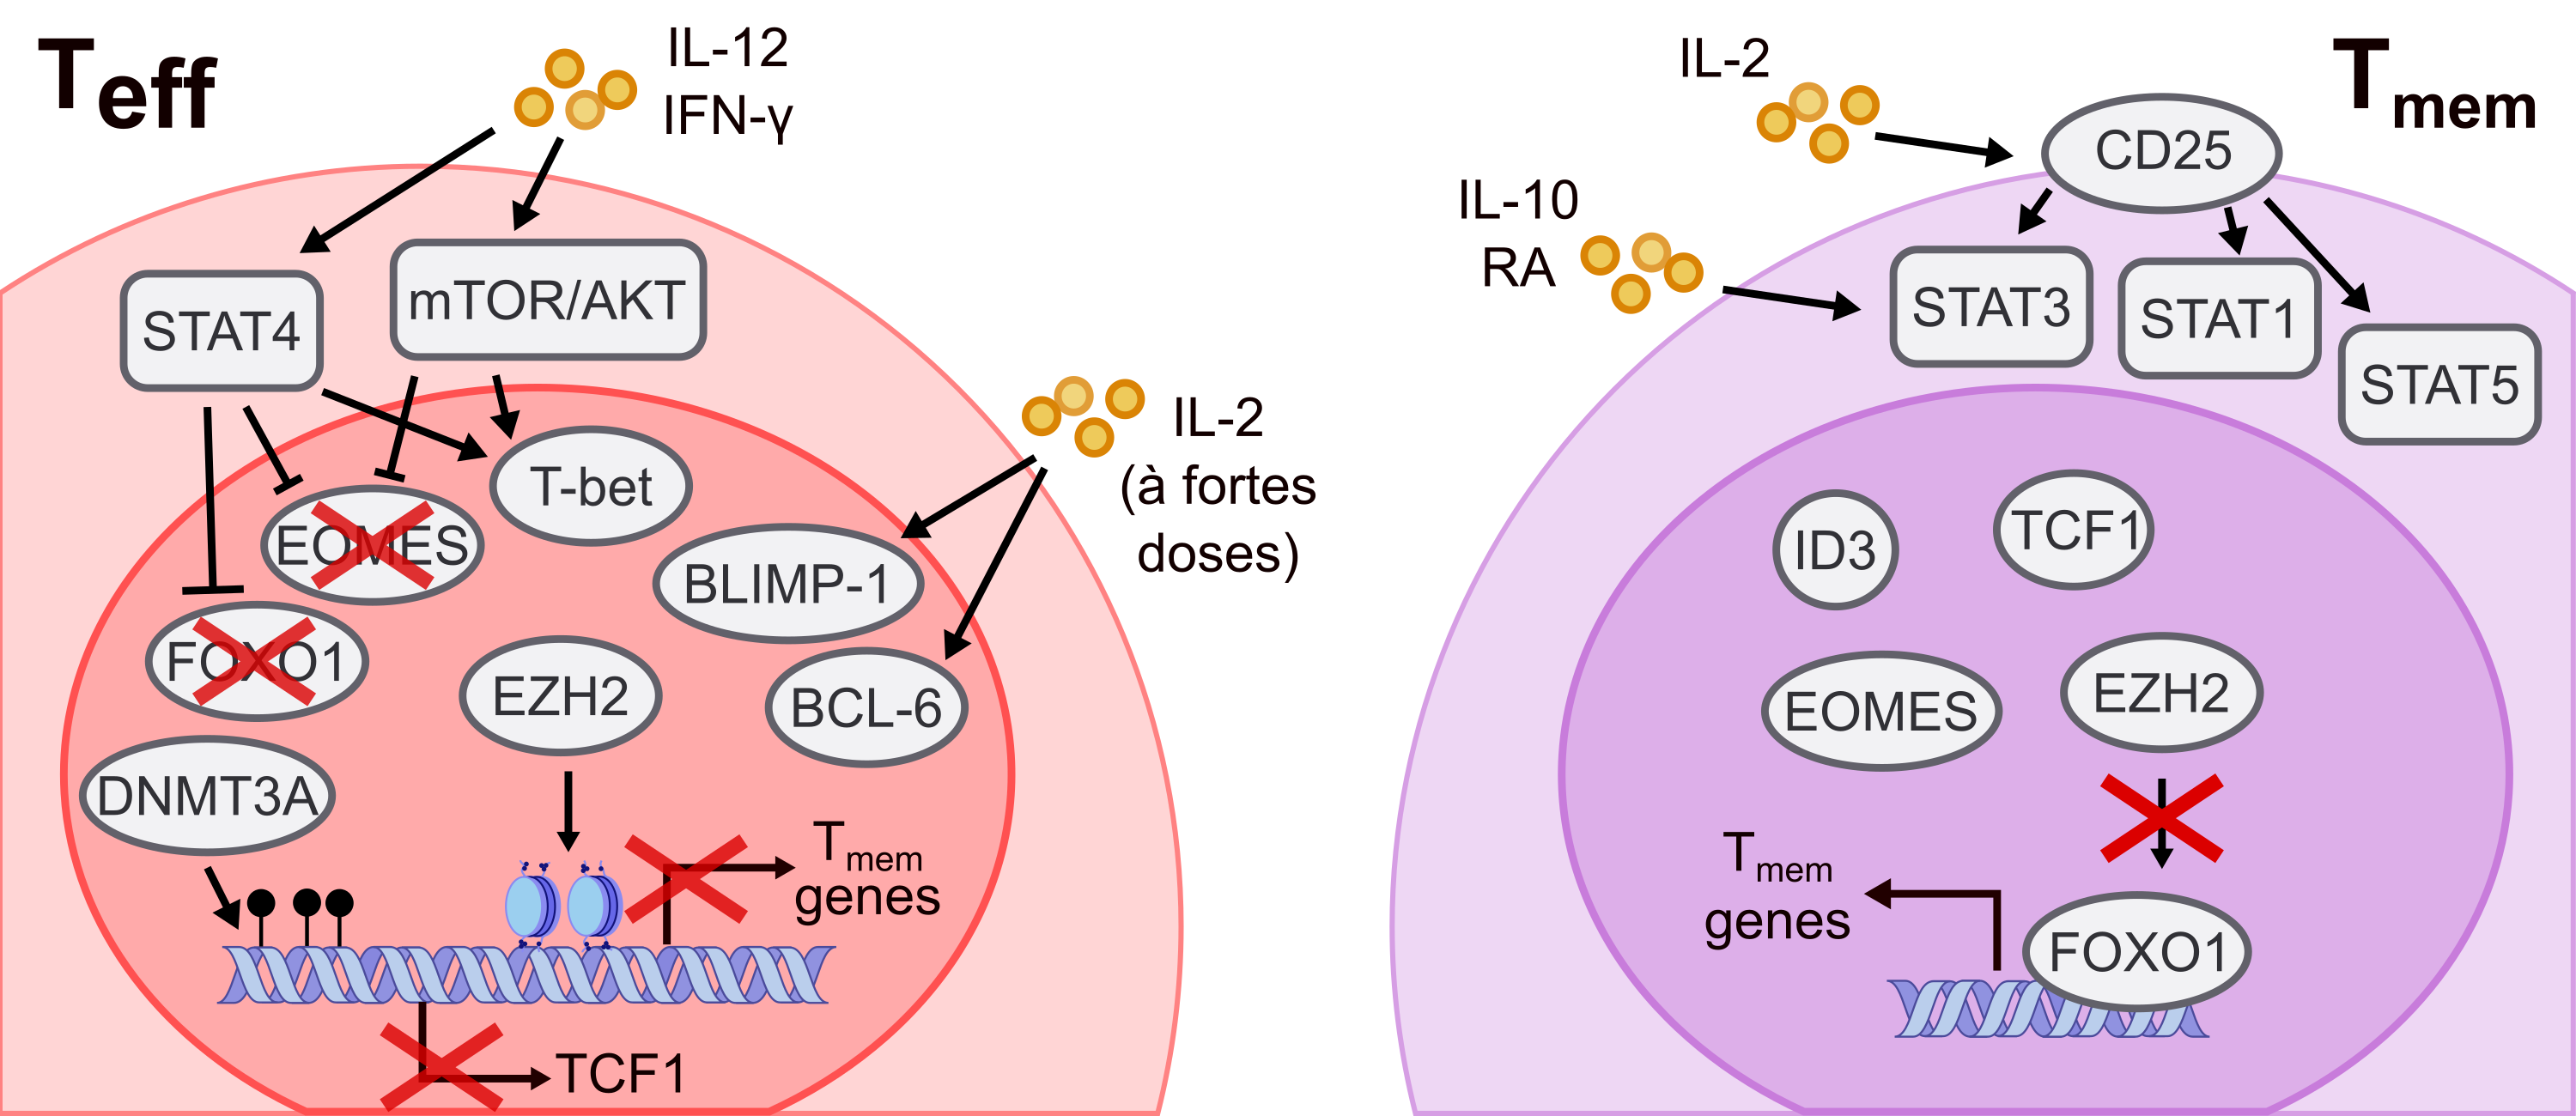 Teff
IL-12
IFN-γ
STAT4
mTOR/AKT
T-bet
EOMES
FOXO1
BLIMP-1
BCL-6
EZH2
DNMT3A
IL-2
(à fortes
doses)
Tmem
genes
TCF1
Tmem
IL-2
CD25
IL-10
RA
STAT3
STAT1
STAT5
ID3
TCF1
EOMES
EZH2
Tmem
genes
FOXO1